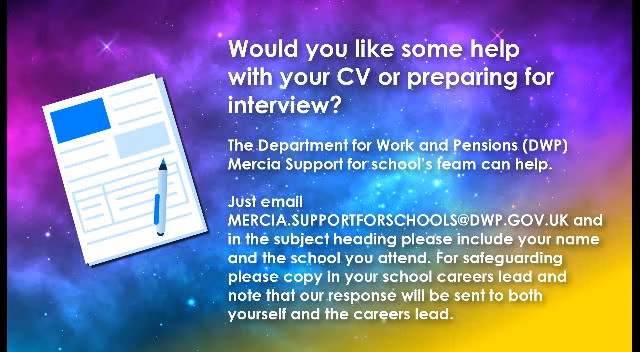 Would you like some help
with your CV or preparing for
interview?
The Department for Work and Pensions (DWP)
Mercia Support for school's team can help.
Just email
MERCIA.SUPPORTFORSCHOOLS@DWP.GOV.UK and
in the subject heading please include your name
and the school you attend. For safeguarding
please copy in your school careers lead and
note that our response will be sent to both
yourself and the careers lead.